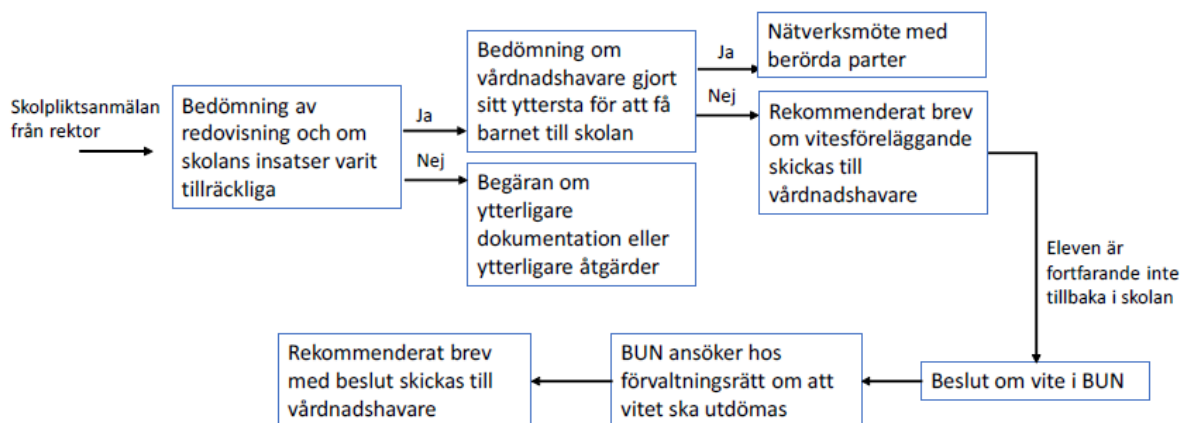 Skolpliktsanmälan
från rektor
Bedömning av
redovisning och om
skolans insatser varit
tillräckliga
Ja
Nej
Bedömning om
vårdnadshavare gjort
sitt yttersta för att få
barnet till skolan
Begäran om
ytterligare
dokumentation eller
ytterligare åtgärder
Ja
Nej
Nätverksmöte med
berörda parter
Rekommenderat brev
om vitesföreläggande
skickas till
vårdnadshavare
Eleven är
fortfarande inte
tillbaka i skolan
Beslut om vite i BUN
BUN ansöker hos
förvaltningsrätt om att
vitet ska utdömas
Rekommenderat brev
med beslut skickas till
vårdnadshavare